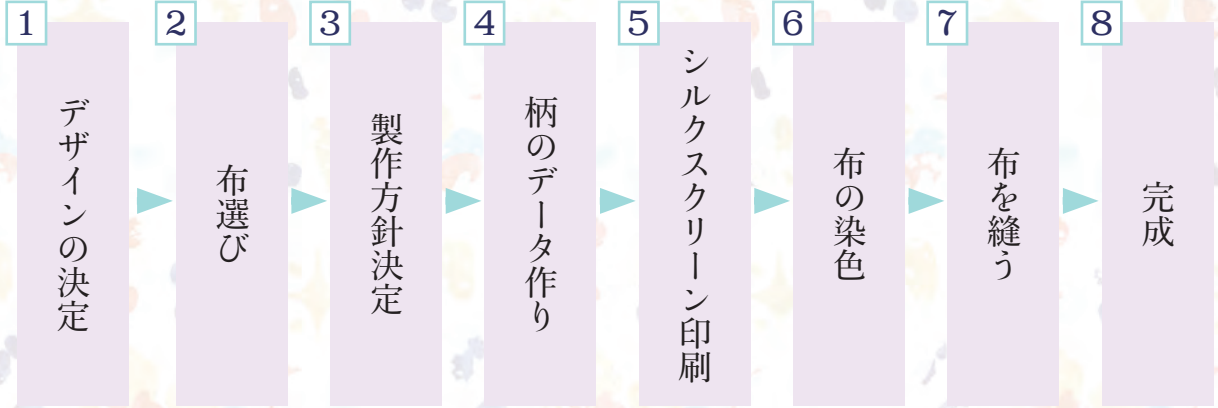 1
デザインの決定
2
布選び
3
製作方針決定
4
柄のデータ作り
5
シルクスクリーン印刷
6
布の染色
7
布を縫う
8
完成